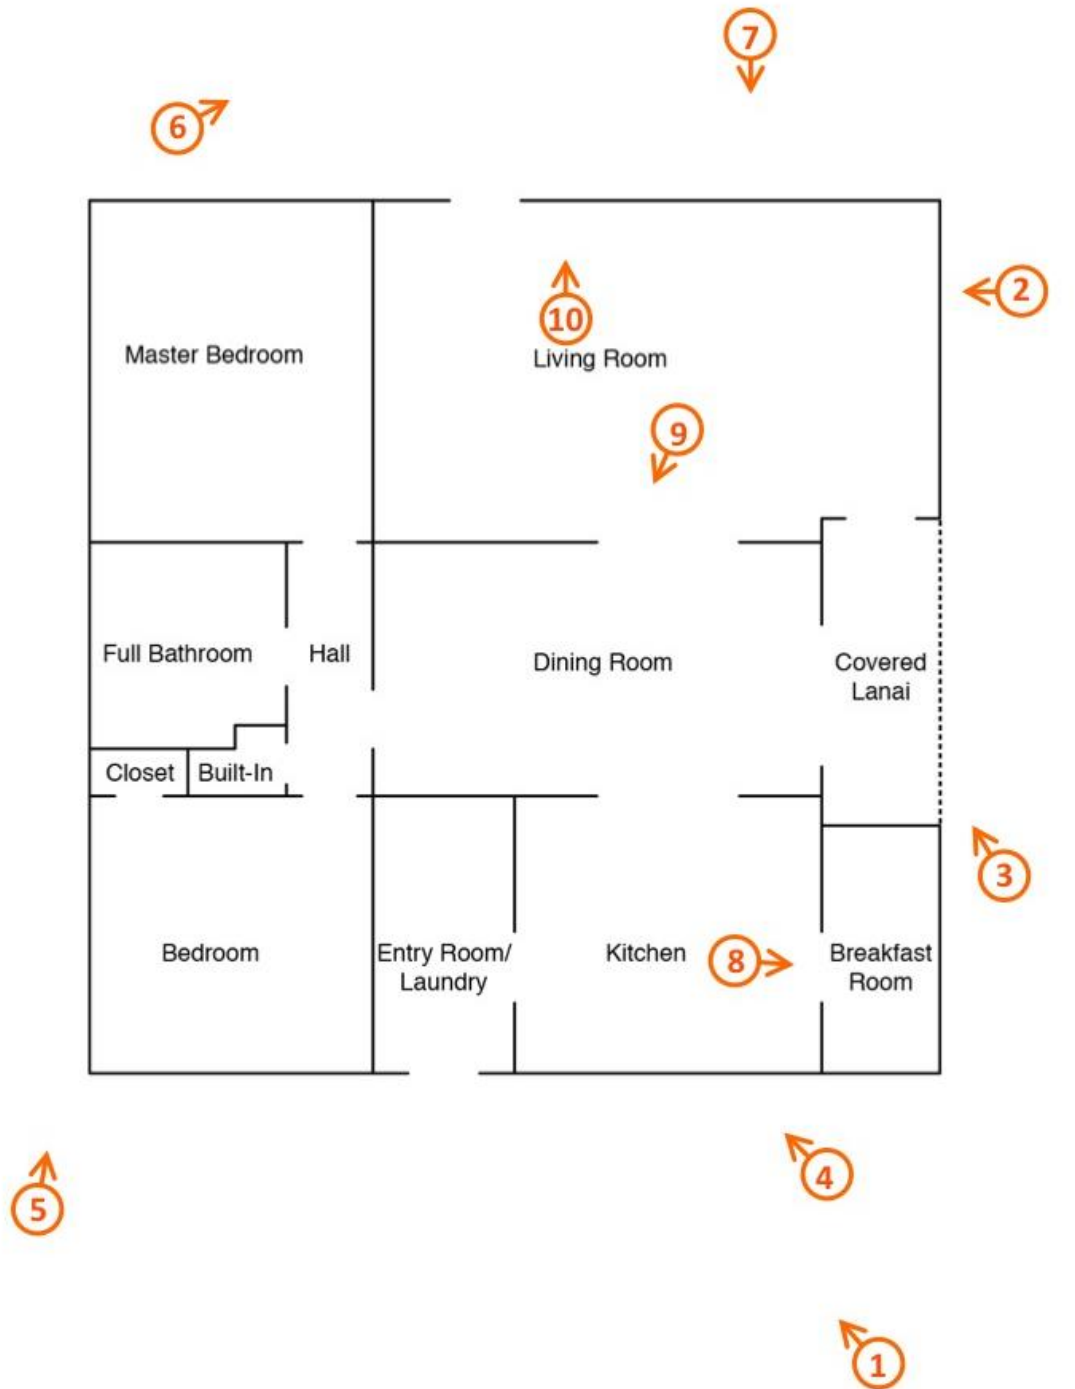 7
6
2
10
Master Bedroom
Living Room
9
Full Bathroom
Hall
Dining Room
Covered
Lanai
Closet
Built-In
3
Bedroom
Entry Room/
Laundry
Kitchen
8
Breakfast
Room
4
5
1